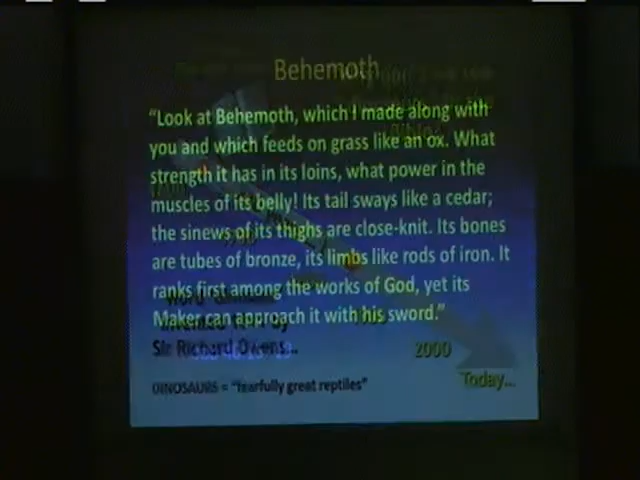 Behemoth
"Look at Behemoth, which I made along with
you and which feeds on grass like an ox. What
strength it has in its loins, what power in the
muscles of its belly! Its tail sways like a cedar;
the sinews of its thighs are close-knit. Its bones
are tubes of bronze, its limbs like rods of iron. It
ranks first among the works of God, yet its
Maker can approach it with his sword."
Sir Richard Owens...
2000
DINOSAURS = "fearfully great reptiles"
Today...